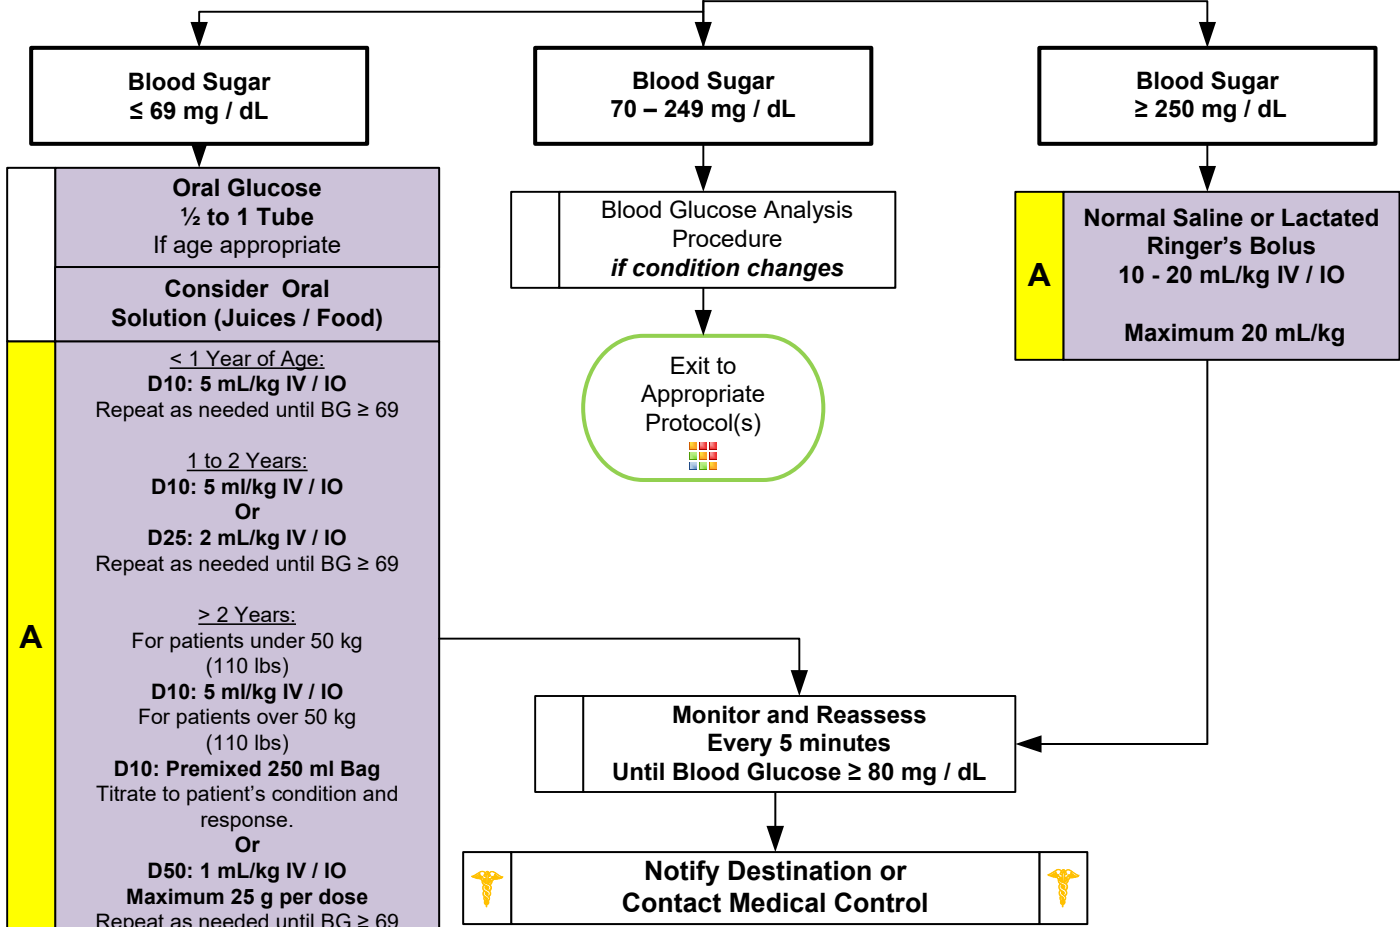 Blood Sugar
≤ 69 mg / dL
Blood Sugar
70 – 249 mg / dL
Blood Sugar
≥ 250 mg / dL
Oral Glucose
½ to 1 Tube
If age appropriate
Consider Oral
Solution (Juices / Food)
A
< 1 Year of Age:
D10: 5 mL/kg IV / IO
Repeat as needed until BG ≥ 69
1 to 2 Years:
D10: 5 ml/kg IV / IO
Or
D25: 2 mL/kg IV / IO
Repeat as needed until BG ≥ 69
> 2 Years:
For patients under 50 kg
(110 lbs)
D10: 5 ml/kg IV / IO
For patients over 50 kg
(110 lbs)
D10: Premixed 250 ml Bag
Titrate to patient's condition and
response.
Or
D50: 1 mL/kg IV / IO
Maximum 25 g per dose
Repeat as needed until BG ≥ 69
Blood Glucose Analysis
Procedure
if condition changes
Exit to
Appropriate
Protocol(s)
A
Normal Saline or Lactated
Ringer's Bolus
10 - 20 mL/kg IV / IO
Maximum 20 mL/kg
Monitor and Reassess
Every 5 minutes
Until Blood Glucose ≥ 80 mg / dL
Notify Destination or
Contact Medical Control